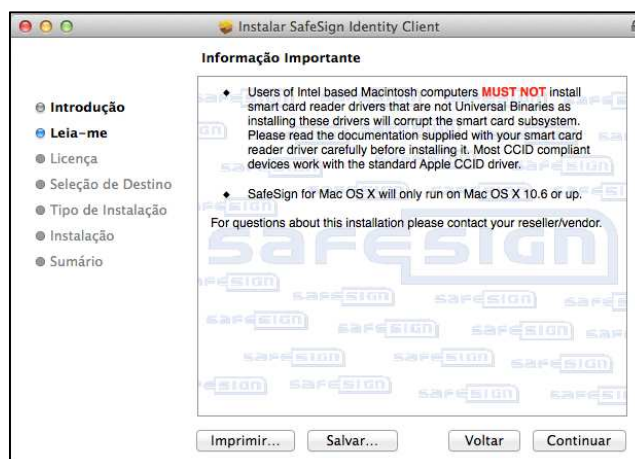 Instalar SafeSign Identity Client
Informação Importante
Introdução
Leia-me
Licença
Seleção de Destino
Tipo de Instalação
Instalação
Sumário
◆ Users of Intel based Macintosh computers MUST NOT install
smart card reader drivers that are not Universal Binaries as
installing these drivers will corrupt the smart card subsystem.
Please read the documentation supplied with your smart card
reader driver carefully before installing it. Most CCID compliant
devices work with the standard Apple CCID driver.
◆ SafeSign for Mac OS X will only run on Mac OS X 10.6 or up.
For questions about this installation please contact your reseller/vendor.
safesign
Imprimir... Salvar... Voltar Continuar